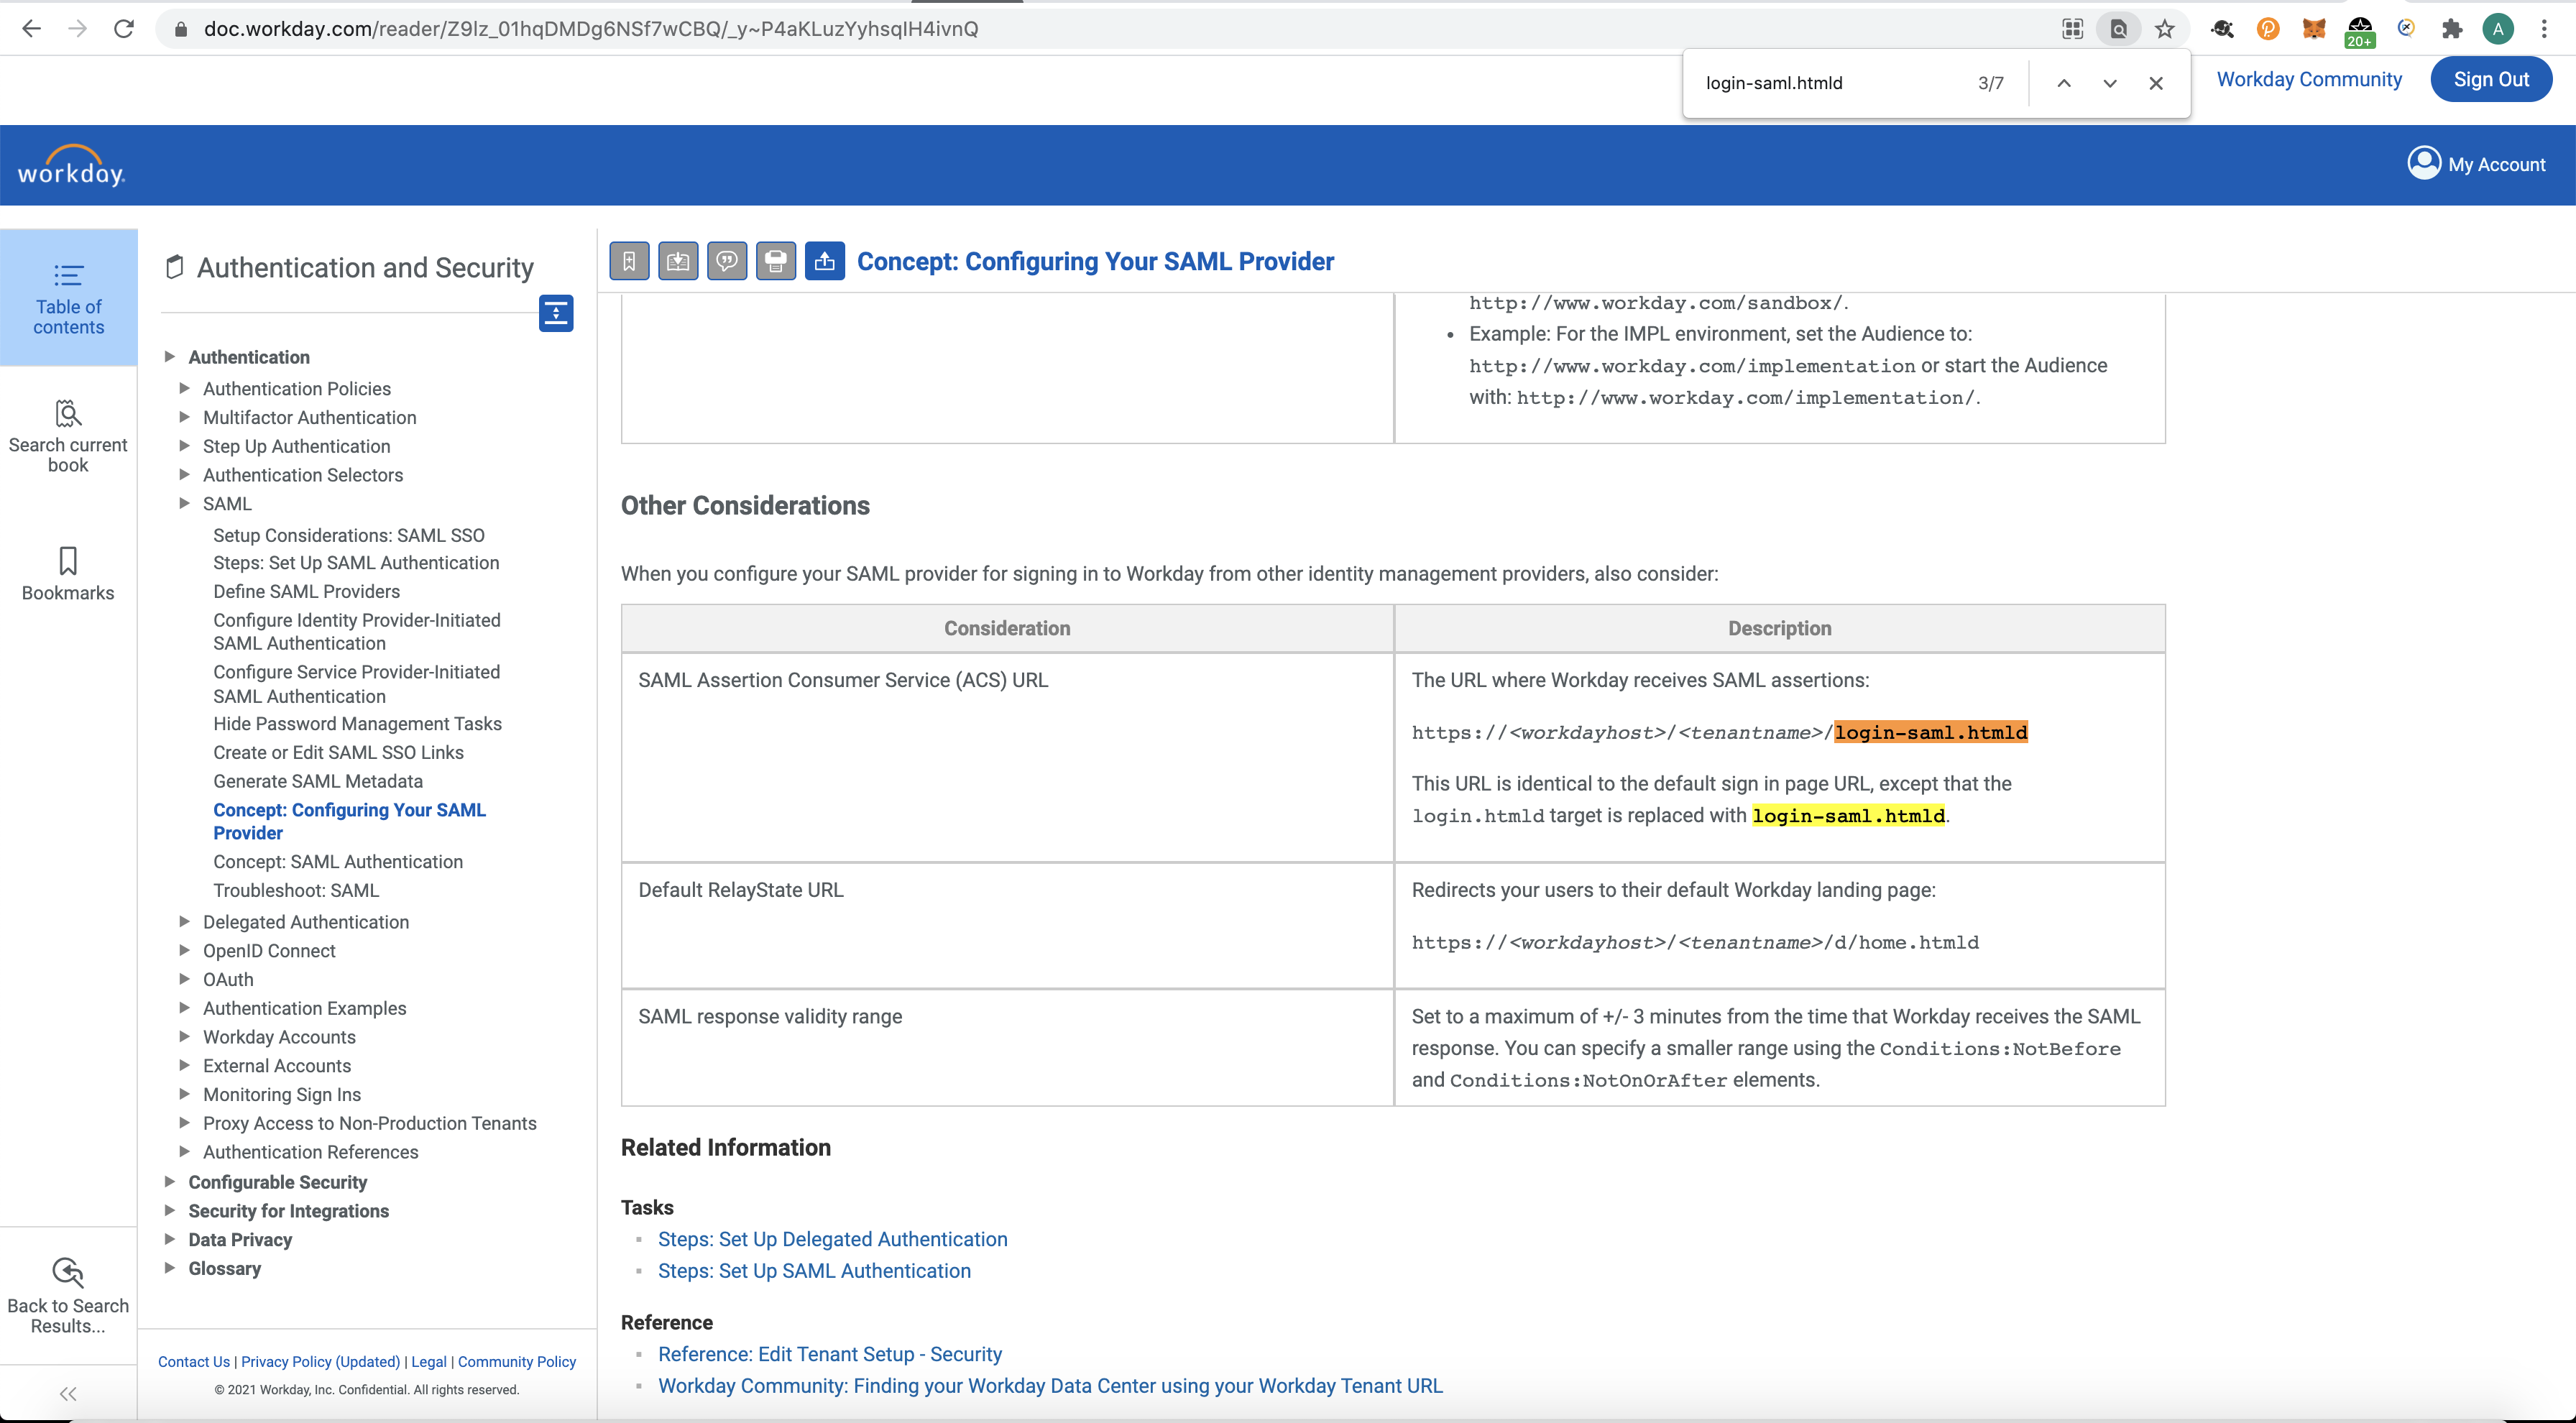 doc.workday.com/reader/Z9lz_01hqDMDg6NSf7wCBQ/_y~P4aKLuzYyhsqIH4ivnQ
20+
A
login-saml.htmld
3/7
Workday Community
Sign Out
workday.
My Account
Table of
contents
Search current
book
Bookmarks
Back to Search
Results...
Authentication and Security
Authentication
Authentication Policies
Multifactor Authentication
Step Up Authentication
Authentication Selectors
SAML
Setup Considerations: SAML SSO
Steps: Set Up SAML Authentication
Define SAML Providers
Configure Identity Provider-Initiated
SAML Authentication
Configure Service Provider-Initiated
SAML Authentication
Hide Password Management Tasks
Create or Edit SAML SSO Links
Generate SAML Metadata
Concept: Configuring Your SAML
Provider
Concept: SAML Authentication
Troubleshoot: SAML
Delegated Authentication
OpenID Connect
OAuth
Authentication Examples
Workday Accounts
External Accounts
Monitoring Sign Ins
Proxy Access to Non-Production Tenants
Authentication References
Configurable Security
Security for Integrations
Data Privacy
Glossary
Contact Us | Privacy Policy (Updated) | Legal | Community Policy
© 2021 Workday, Inc. Confidential. All rights reserved.
Concept: Configuring Your SAML Provider
http://www.workday.com/sandbox/.
• Example: For the IMPL environment, set the Audience to:
http://www.workday.com/implementation or start the Audience
with: http://www.workday.com/implementation/.
Other Considerations
When you configure your SAML provider for signing in to Workday from other identity management providers, also consider:
Consideration
Description
SAML Assertion Consumer Service (ACS) URL
The URL where Workday receives SAML assertions:
https://<workdayhost>/<tenantname>/login-saml.htmld
This URL is identical to the default sign in page URL, except that the
login.htmld target is replaced with login-saml.htmld.
Default RelayState URL
Redirects your users to their default Workday landing page:
https://<workdayhost>/<tenantname>/d/home.htmld
SAML response validity range
Set to a maximum of +/- 3 minutes from the time that Workday receives the SAML
response. You can specify a smaller range using the Conditions:NotBefore
and Conditions:NotOnOrAfter elements.
Related Information
Tasks
Steps: Set Up Delegated Authentication
Steps: Set Up SAML Authentication
Reference
Reference: Edit Tenant Setup - Security
Workday Community: Finding your Workday Data Center using your Workday Tenant URL